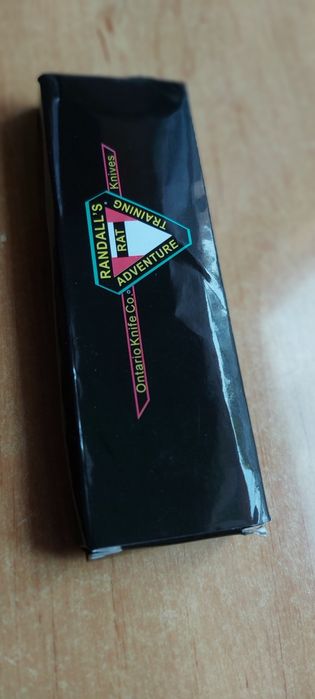 RANDALL'S
ADVENTURE
TRAINING
RAT
Ontario Knife Co.
Knives